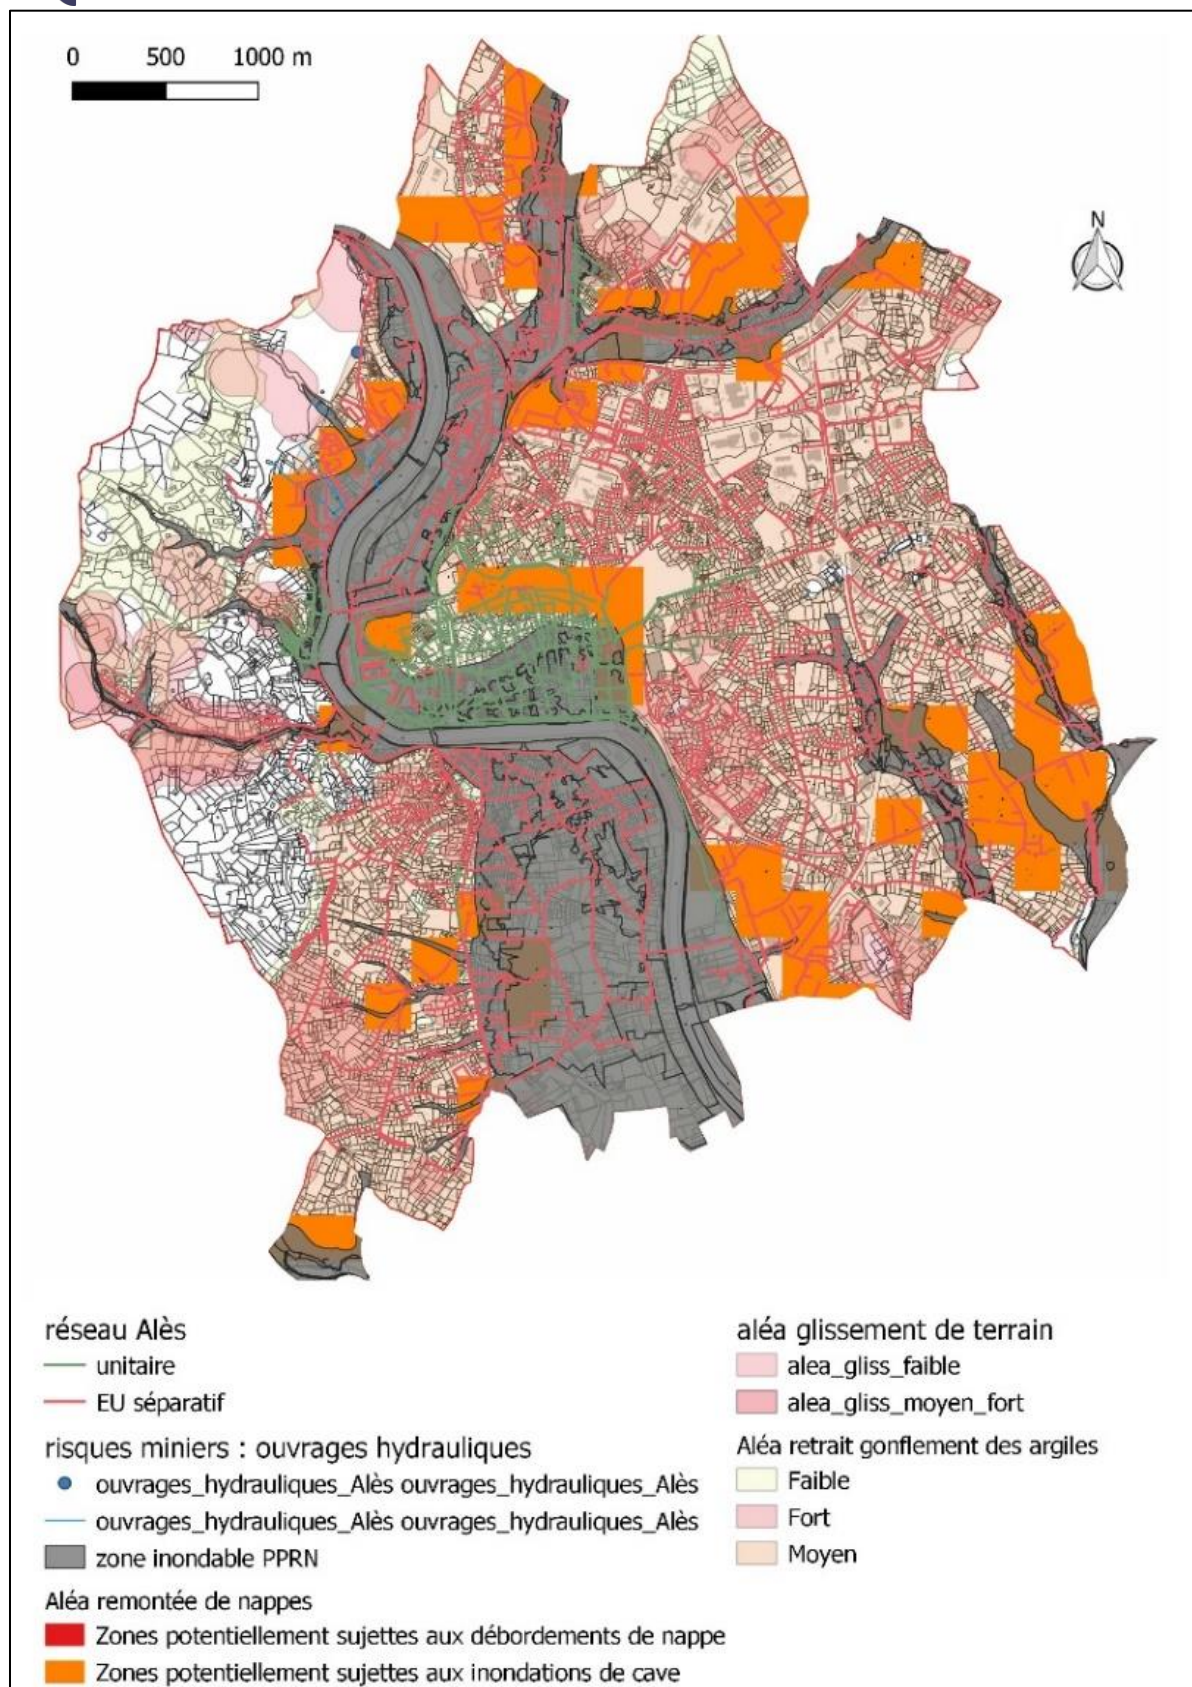 0 500 1000 m
N
réseau Alès
unitaire
EU séparatif
risques miniers : ouvrages hydrauliques
ouvrages_hydrauliques_Alès ouvrages_hydrauliques_Alès
ouvrages_hydrauliques_Alès ouvrages_hydrauliques_Alès
zone inondable PPRN
Aléa remontée de nappes
Zones potentiellement sujettes aux débordements de nappe
Zones potentiellement sujettes aux inondations de cave
aléa glissement de terrain
alea_gliss_faible
alea_gliss_moyen_fort
Aléa retrait gonflement des argiles
Faible
Fort
Moyen